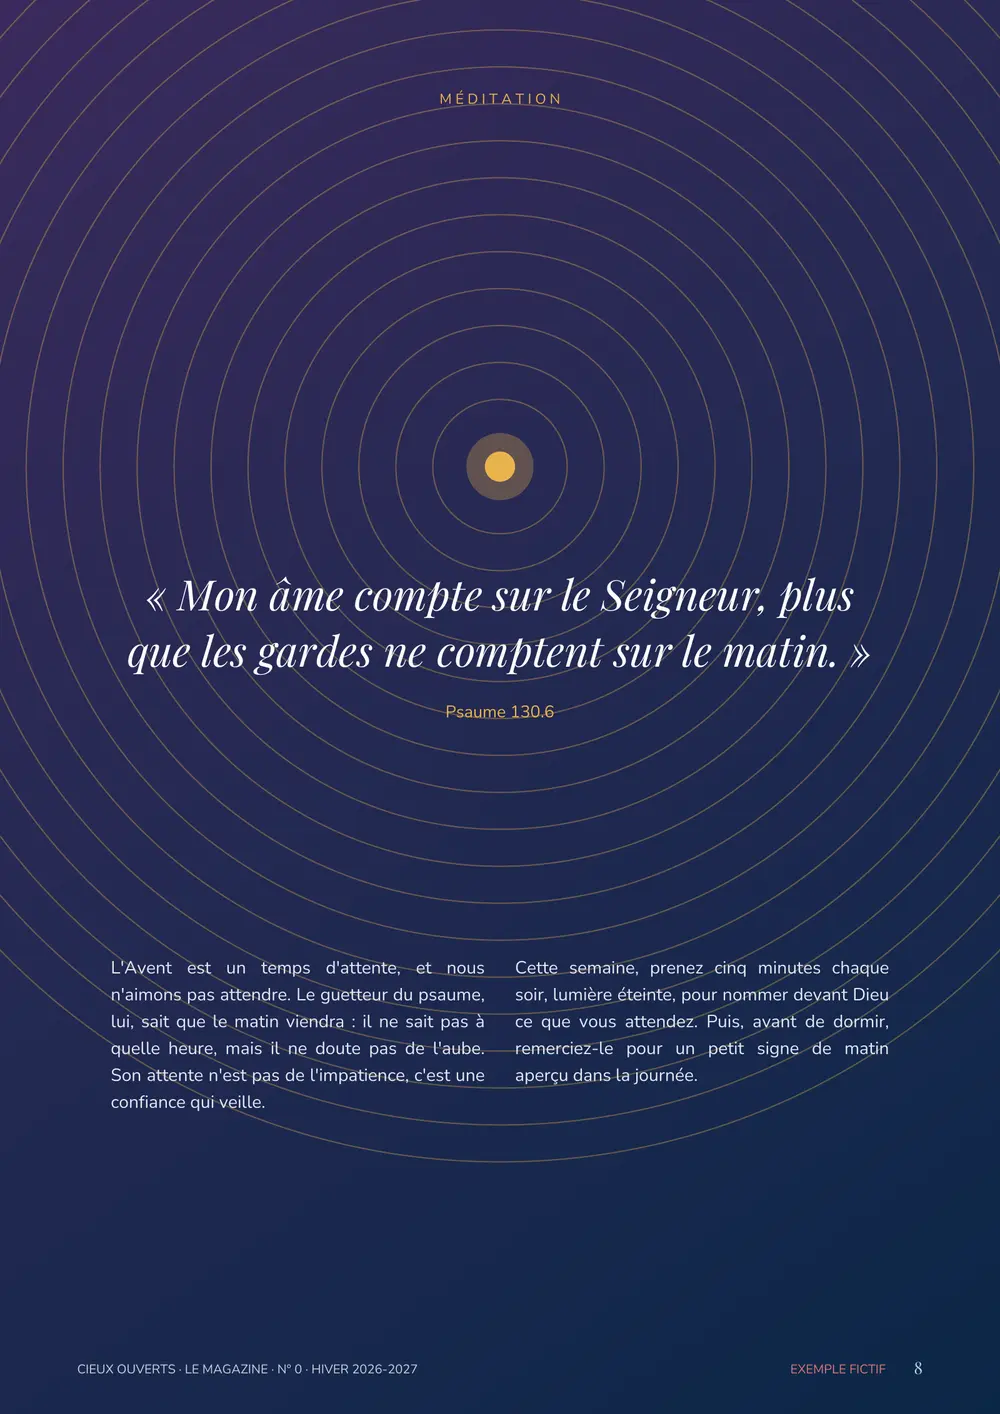 MÉDITATION
« Mon âme compte sur le Seigneur, plus
que les gardes ne comptent sur le matin. »
Psaume 130.6
L'Avent est un temps d'attente, et nous
n'aimons pas attendre. Le guetteur du psaume,
lui, sait que le matin viendra : il ne sait pas à
quelle heure, mais il ne doute pas de l'aube.
Son attente n'est pas de l'impatience, c'est une
confiance qui veille.
Cette semaine, prenez cinq minutes chaque
soir, lumière éteinte, pour nommer devant Dieu
ce que vous attendez. Puis, avant de dormir,
remerciez-le pour un petit signe de matin
aperçu dans la journée.
CIEUX OUVERTS · LE MAGAZINE · N° 0 · HIVER 2026-2027
EXEMPLE FICTIF 8